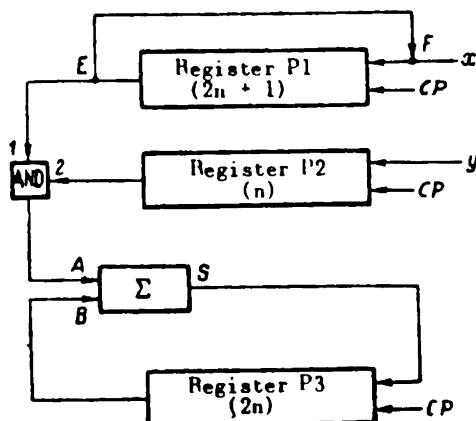 E
F
x
Register P1
(2n + 1)
CP
1
AND
2
Register P2
(n)
y
CP
A
B
Σ
S
Register P3
(2n)
CP